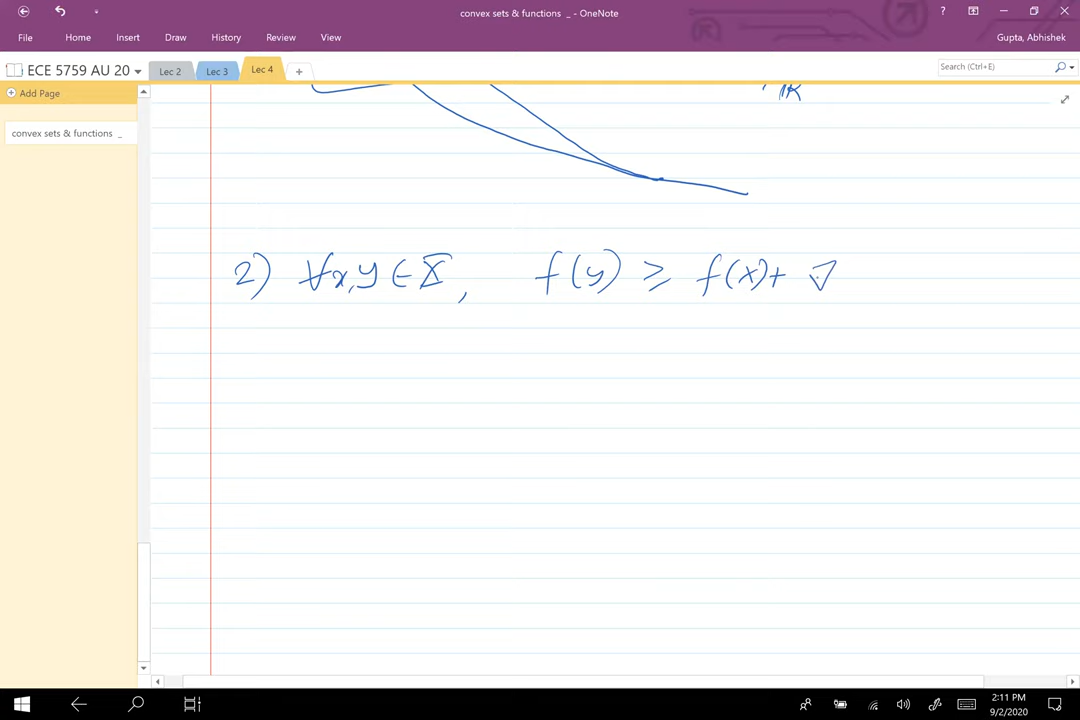 convex sets & functions _ - OneNote
File Home Insert Draw History Review View
Gupta, Abhishek
ECE 5759 AU 20
Lec 2 Lec 3 Lec 4
Search (Ctrl+E)
Add Page
convex sets & functions _
2) ∀x,y ∈ X, f(y) ≥ f(x)+ ∇
2:11 PM
9/2/2020